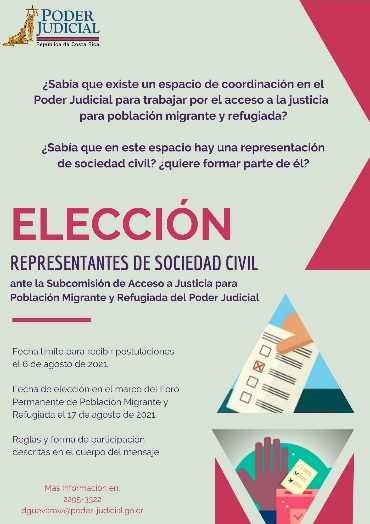 PODER
JUDICIAL
República de Costa Rica
¿Sabía que existe un espacio de coordinación en el
Poder Judicial para trabajar por el acceso a la justicia
para población migrante y refugiada?
¿Sabía que en este espacio hay una representación
de sociedad civil? ¿quiere formar parte de él?
ELECCIÓN
REPRESENTANTES DE SOCIEDAD CIVIL
ante la Subcomisión de Acceso a Justicia para
Población Migrante y Refugiada del Poder Judicial
Fecha límite para recibir postulaciones
el 6 de agosto de 2021.
Fecha de elección en el marco del Foro
Permanente de Población Migrante y
Refugiada el 17 de agosto de 2021.
Reglas y forma de participación
descritas en el cuerpo del mensaje.
Más información en:
2295-3322
dguevaraw@poder-judicial.go.cr